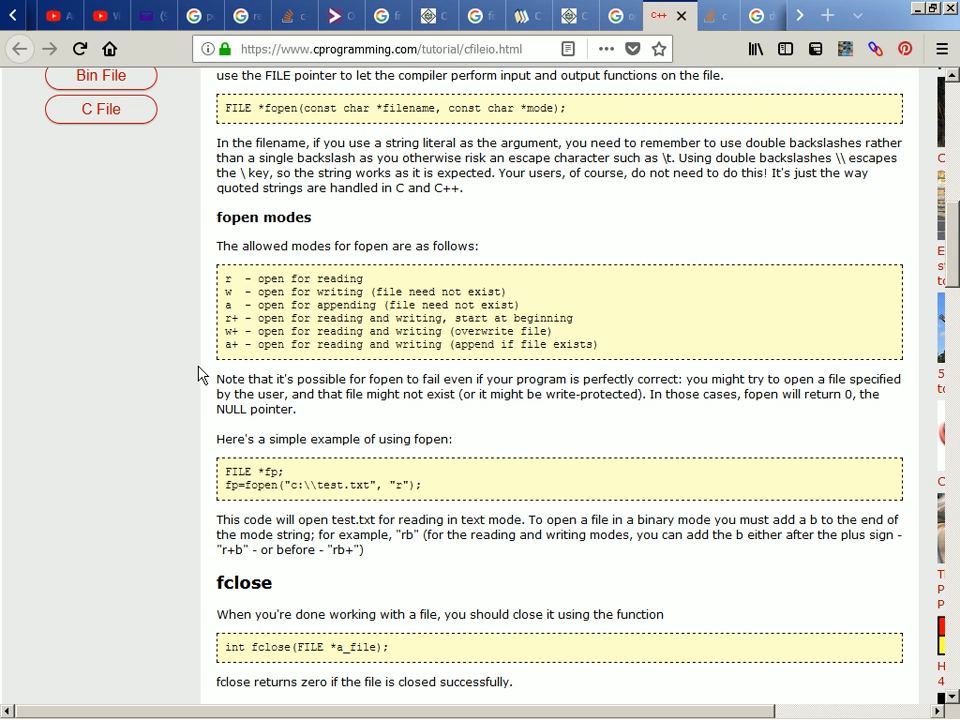 C++
https://www.cprogramming.com/tutorial/cfileio.html
Bin File
C File
use the FILE pointer to let the compiler perform input and output functions on the file.
FILE *fopen(const char *filename, const char *mode);
In the filename, if you use a string literal as the argument, you need to remember to use double backslashes rather
than a single backslash as you otherwise risk an escape character such as \t. Using double backslashes \\ escapes
the \ key, so the string works as it is expected. Your users, of course, do not need to do this! It's just the way
quoted strings are handled in C and C++.
fopen modes
The allowed modes for fopen are as follows:
r  - open for reading
w  - open for writing (file need not exist)
a  - open for appending (file need not exist)
r+ - open for reading and writing, start at beginning
w+ - open for reading and writing (overwrite file)
a+ - open for reading and writing (append if file exists)
Note that it's possible for fopen to fail even if your program is perfectly correct: you might try to open a file specified
by the user, and that file might not exist (or it might be write-protected). In those cases, fopen will return 0, the
NULL pointer.
Here's a simple example of using fopen:
FILE *fp;
fp=fopen("c:\\test.txt", "r");
This code will open test.txt for reading in text mode. To open a file in a binary mode you must add a b to the end of
the mode string; for example, "rb" (for the reading and writing modes, you can add the b either after the plus sign -
"r+b" - or before - "rb+")
fclose
When you're done working with a file, you should close it using the function
int fclose(FILE *a_file);
fclose returns zero if the file is closed successfully.